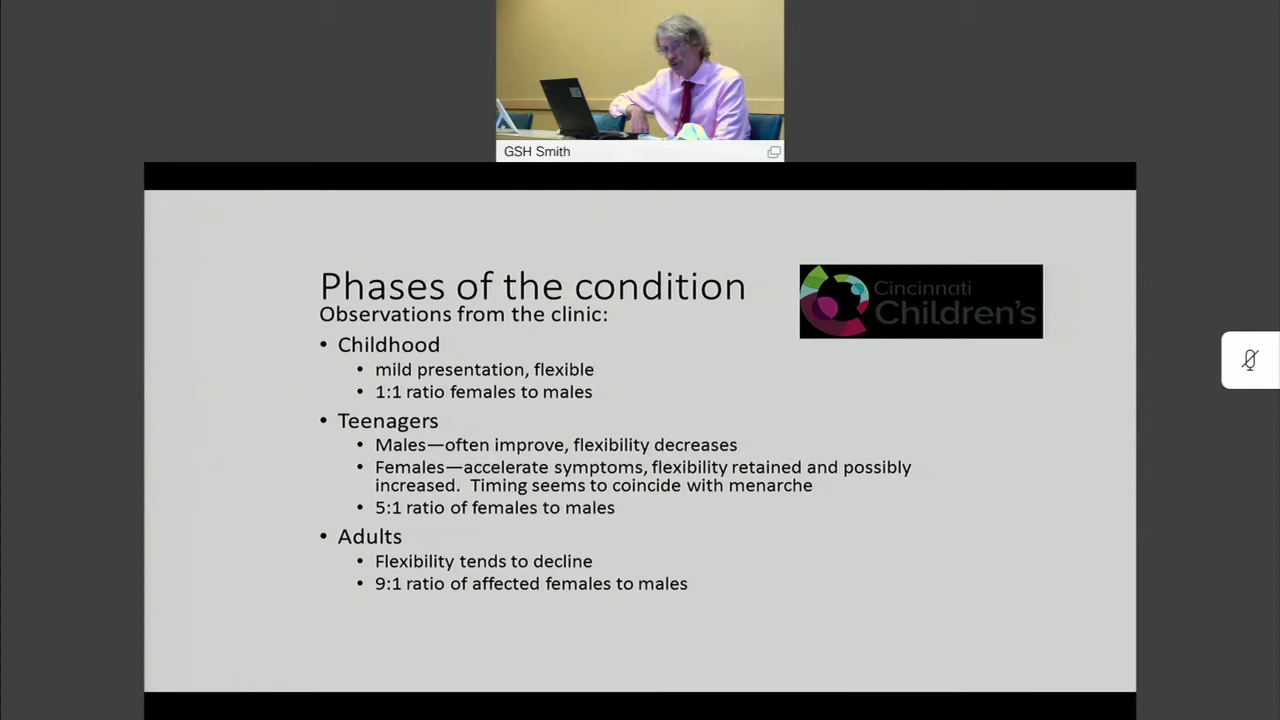 GSH Smith
Phases of the condition
Cincinnati
Children's
Observations from the clinic:
• Childhood
• mild presentation, flexible
• 1:1 ratio females to males
• Teenagers
• Males—often improve, flexibility decreases
• Females—accelerate symptoms, flexibility retained and possibly
increased.  Timing seems to coincide with menarche
• 5:1 ratio of females to males
• Adults
• Flexibility tends to decline
• 9:1 ratio of affected females to males